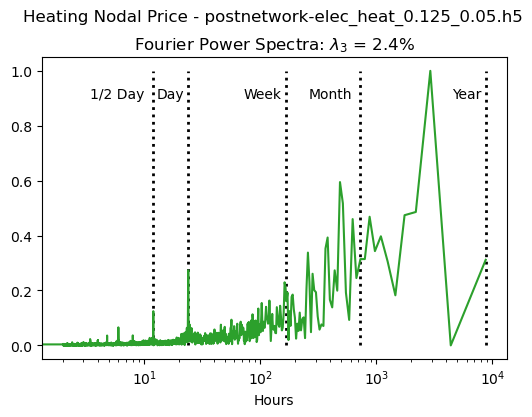 Heating Nodal Price - postnetwork-elec_heat_0.125_0.05.h5
Fourier Power Spectra: λ₃ = 2.4%
1.0
1/2 Day
Day
Week
Month
Year
0.8
0.6
0.4
0.2
0.0
10¹
10²
10³
10⁴
Hours